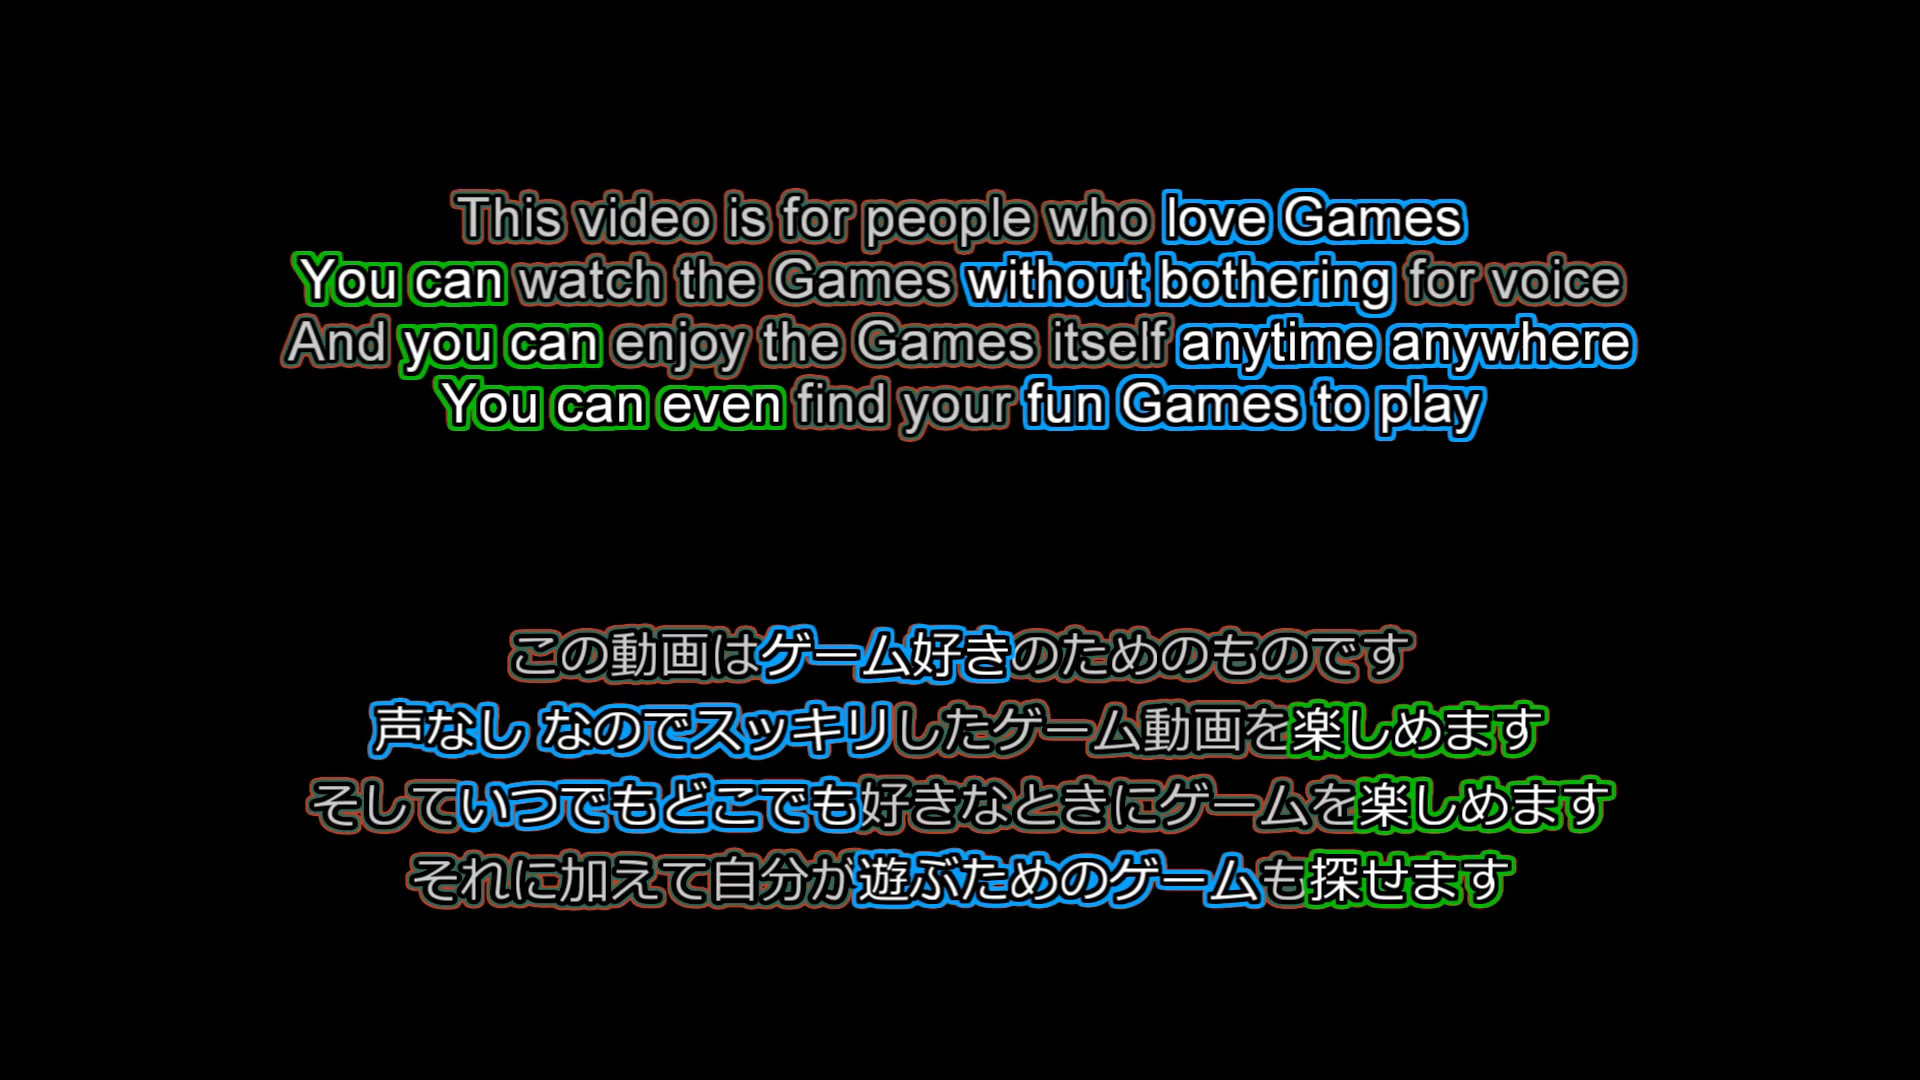 This video is for people who love Games
You can watch the Games without bothering for voice
And you can enjoy the Games itself anytime anywhere
You can even find your fun Games to play
この動画はゲーム好きのためのものです
声なし なのでスッキリしたゲーム動画を楽しめます
そしていつでもどこでも好きなときにゲームを楽しめます
それに加えて自分が遊ぶためのゲームも探せます